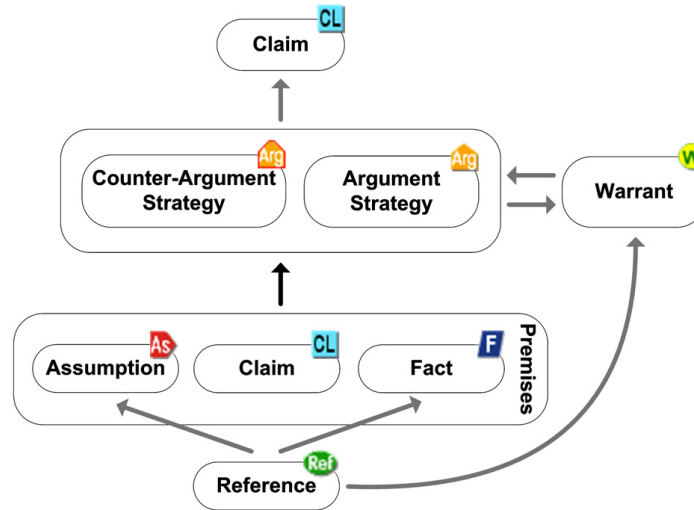 CL
Claim
Arg
Arg
Counter-Argument
Strategy
Argument
Strategy
W
Warrant
As
CL
F
Assumption
Claim
Fact
Premises
Ref
Reference